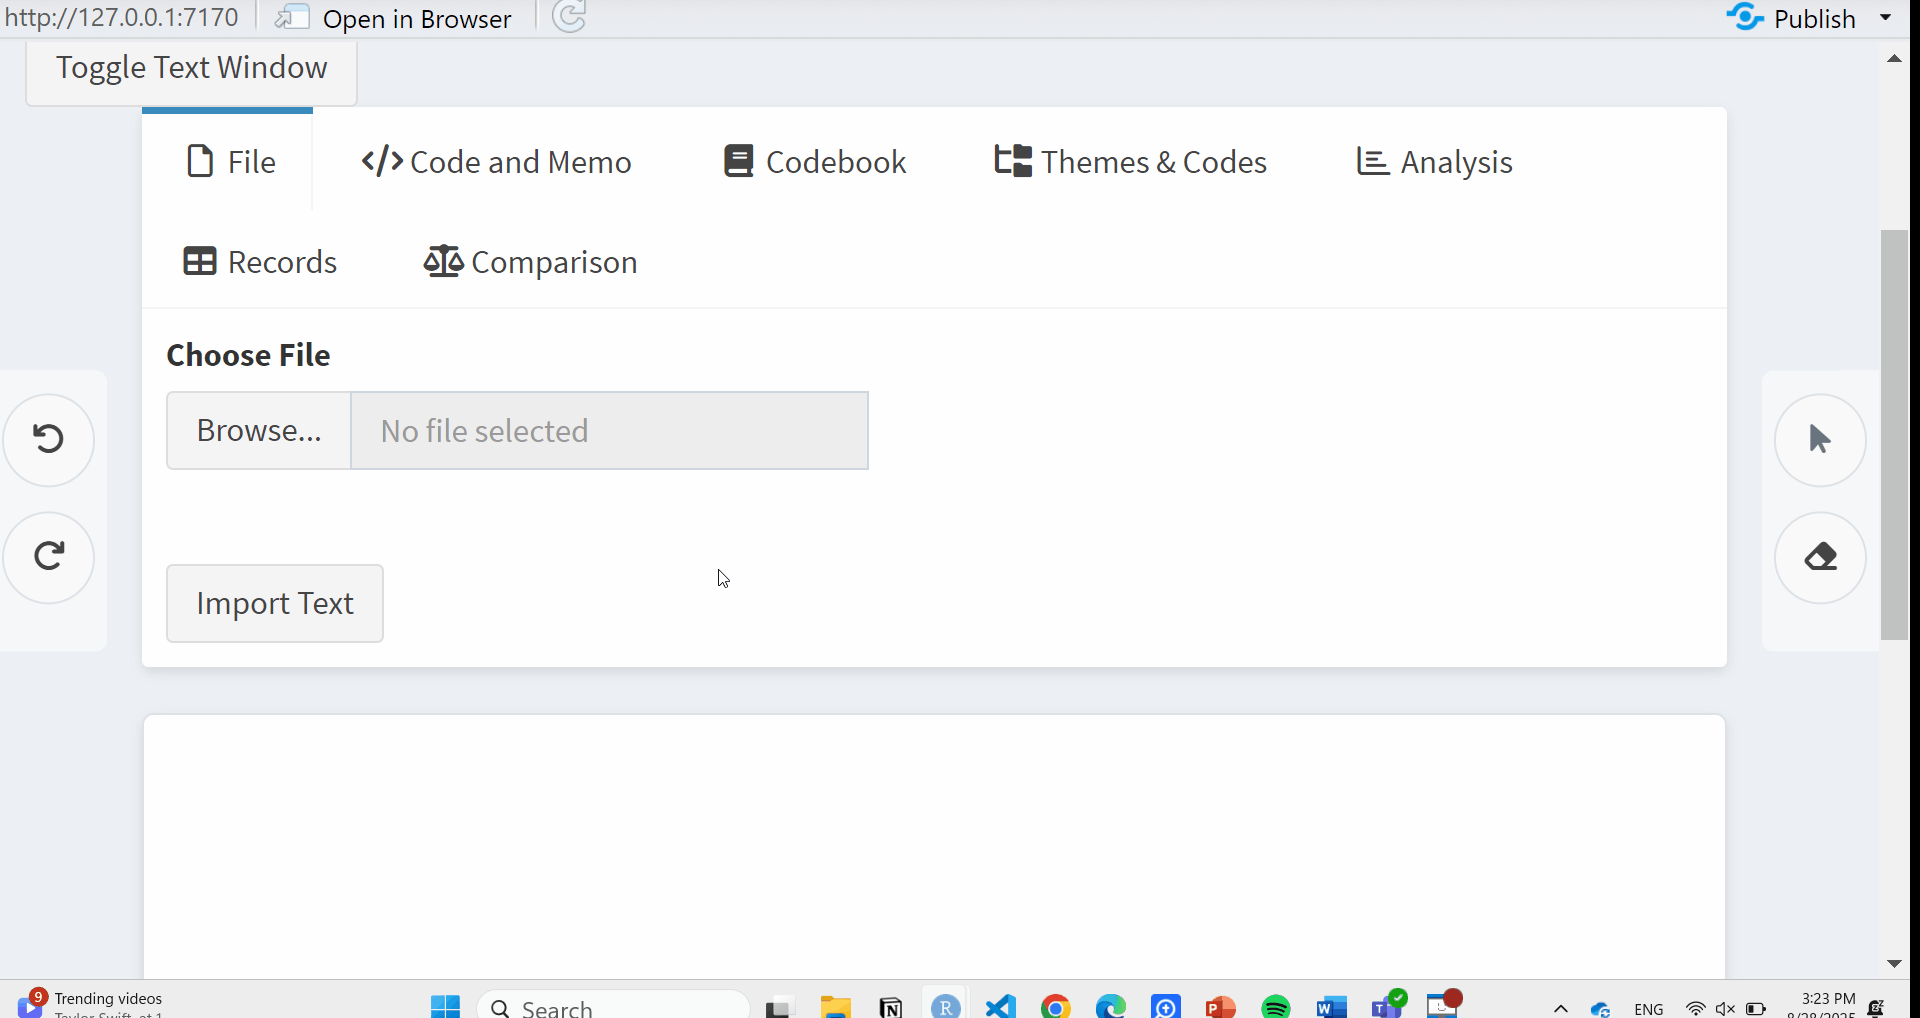 http://127.0.0.1:7170 Open in Browser Publish
Toggle Text Window
File Code and Memo Codebook Themes & Codes Analysis
Records Comparison
Choose File
Browse... No file selected
Import Text
9 Trending videos
Search
ENG
3:23 PM